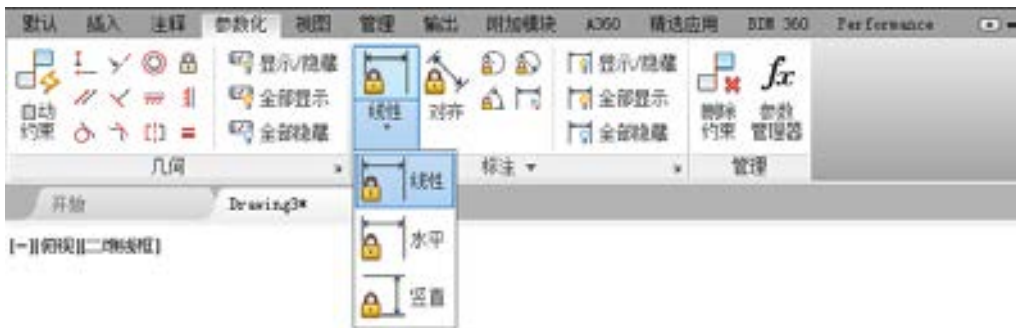 默认 插入 注释 参数化 视图 管理 输出 附加模块 A360 精选应用 BIM 360 Performance
自动约束
显示/隐藏
全部显示
全部隐藏
线性
对齐
显示/隐藏
全部显示
全部隐藏
删除约束
fx
参数管理器
几何 标注 管理
开始 Drawing3*
[-][俯视][二维线框]
线性
水平
竖直